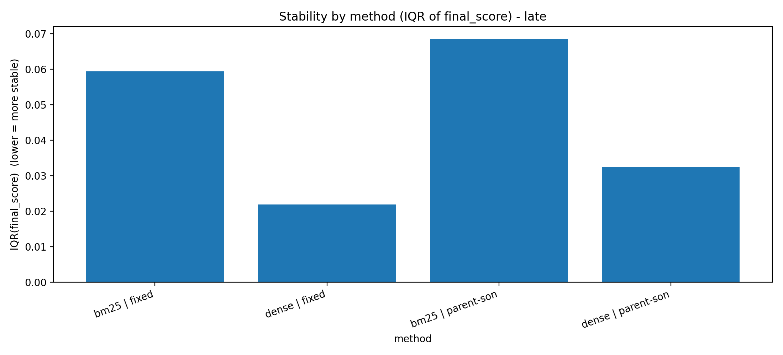 Stability by method (IQR of final_score) - late
IQR(final_score)  (lower = more stable)
0.07
0.06
0.05
0.04
0.03
0.02
0.01
0.00
bm25 | fixed
dense | fixed
bm25 | parent-son
dense | parent-son
method